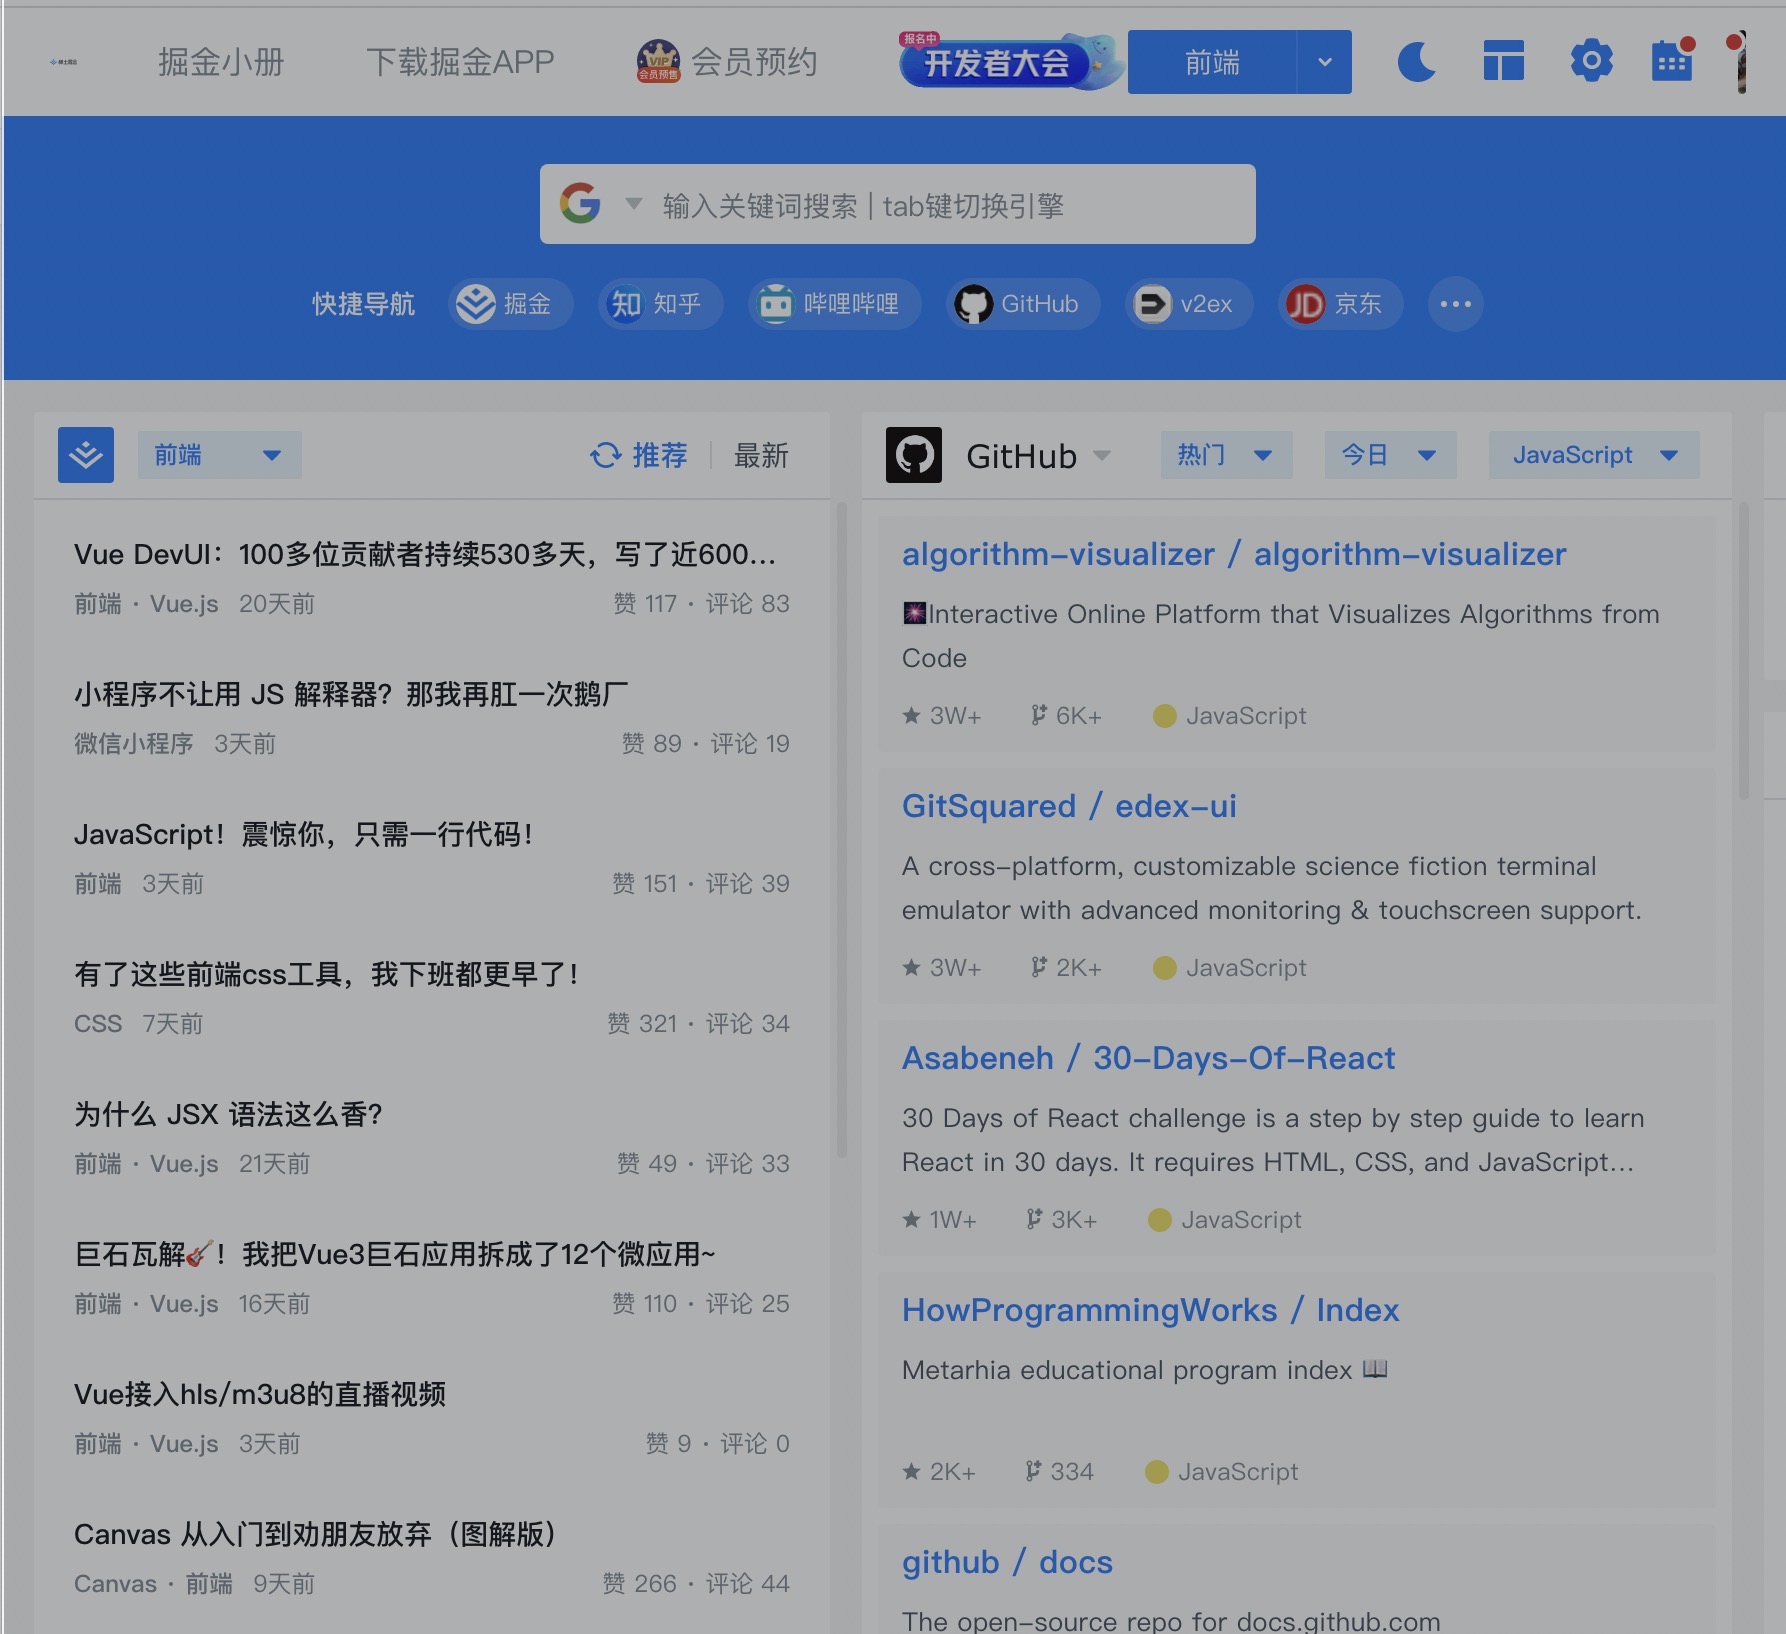 掘金小册
下载掘金APP
VIP
会员预售
会员预约
报名中
开发者大会
前端
输入关键词搜索 | tab键切换引擎
快捷导航
掘金
知 知乎
哔哩哔哩
GitHub
v2ex
JD 京东
前端
推荐
最新
Vue DevUI：100多位贡献者持续530多天，写了近600...
前端 · Vue.js 20天前 赞 117 · 评论 83
小程序不让用 JS 解释器？那我再肛一次鹅厂
微信小程序 3天前 赞 89 · 评论 19
JavaScript！震惊你，只需一行代码！
前端 3天前 赞 151 · 评论 39
有了这些前端css工具，我下班都更早了！
CSS 7天前 赞 321 · 评论 34
为什么 JSX 语法这么香？
前端 · Vue.js 21天前 赞 49 · 评论 33
巨石瓦解🎸！我把Vue3巨石应用拆成了12个微应用~
前端 · Vue.js 16天前 赞 110 · 评论 25
Vue接入hls/m3u8的直播视频
前端 · Vue.js 3天前 赞 9 · 评论 0
Canvas 从入门到劝朋友放弃（图解版）
Canvas · 前端 9天前 赞 266 · 评论 44
GitHub
热门
今日
JavaScript
algorithm-visualizer / algorithm-visualizer
🎆Interactive Online Platform that Visualizes Algorithms from
Code
3W+ 6K+ JavaScript
GitSquared / edex-ui
A cross-platform, customizable science fiction terminal
emulator with advanced monitoring & touchscreen support.
3W+ 2K+ JavaScript
Asabeneh / 30-Days-Of-React
30 Days of React challenge is a step by step guide to learn
React in 30 days. It requires HTML, CSS, and JavaScript...
1W+ 3K+ JavaScript
HowProgrammingWorks / Index
Metarhia educational program index 📖
2K+ 334 JavaScript
github / docs
The open-source repo for docs.github.com